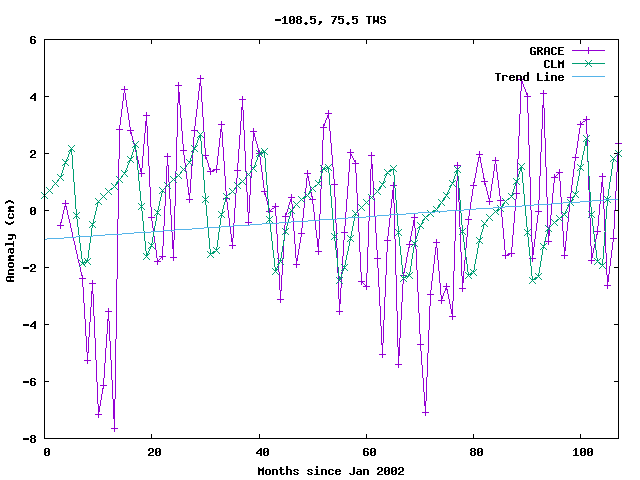 -108.5, 75.5 TWS
GRACE
CLM
Trend Line
6
4
2
0
-2
-4
-6
-8
Anomaly (cm)
0 20 40 60 80 100
Months since Jan 2002